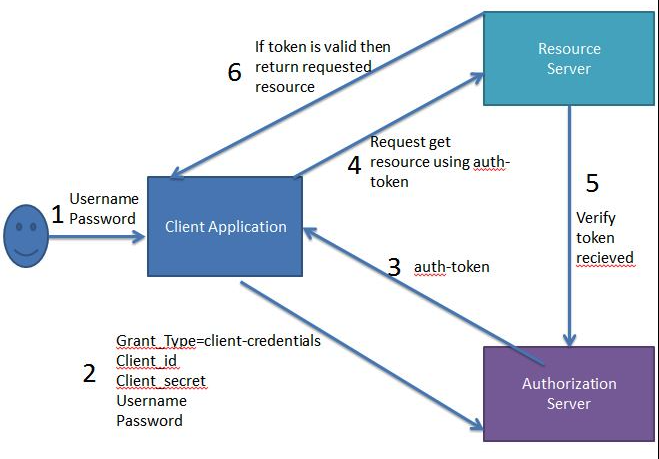 If token is valid then
6 return requested
resource
Resource
Server
Request get
4 resource using auth-
token
5
Verify
token
recieved
Username
1 Password
Client Application
3 auth-token
Grant_Type=client-credentials
Client_id
2 Client_secret
Username
Password
Authorization
Server